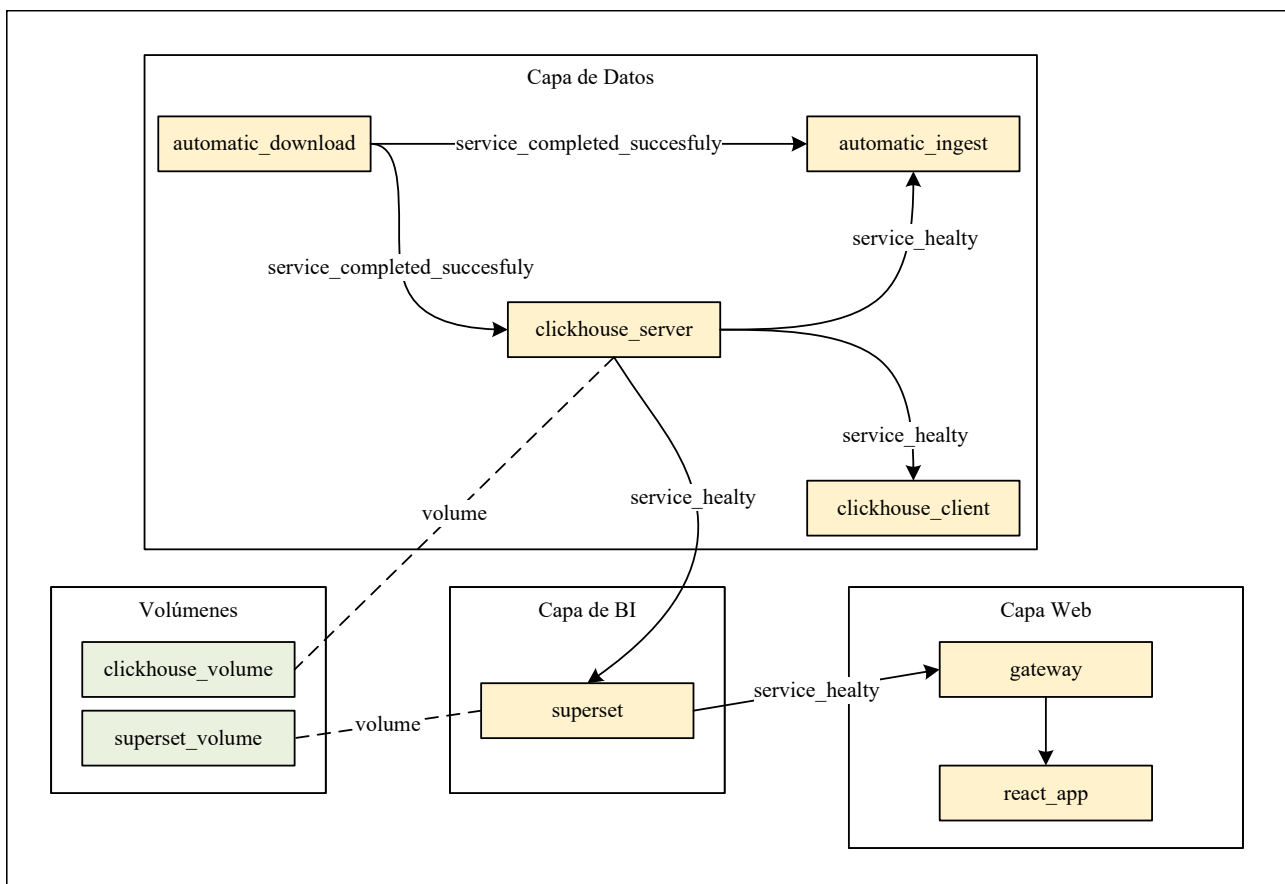 Capa de Datos
automatic_download
service_completed_succesfuly
automatic_ingest
service_healty
service_completed_succesfuly
clickhouse_server
service_healty
service_healty
clickhouse_client
volume
Volúmenes
clickhouse_volume
superset_volume
volume
Capa de BI
superset
service_healty
Capa Web
gateway
react_app